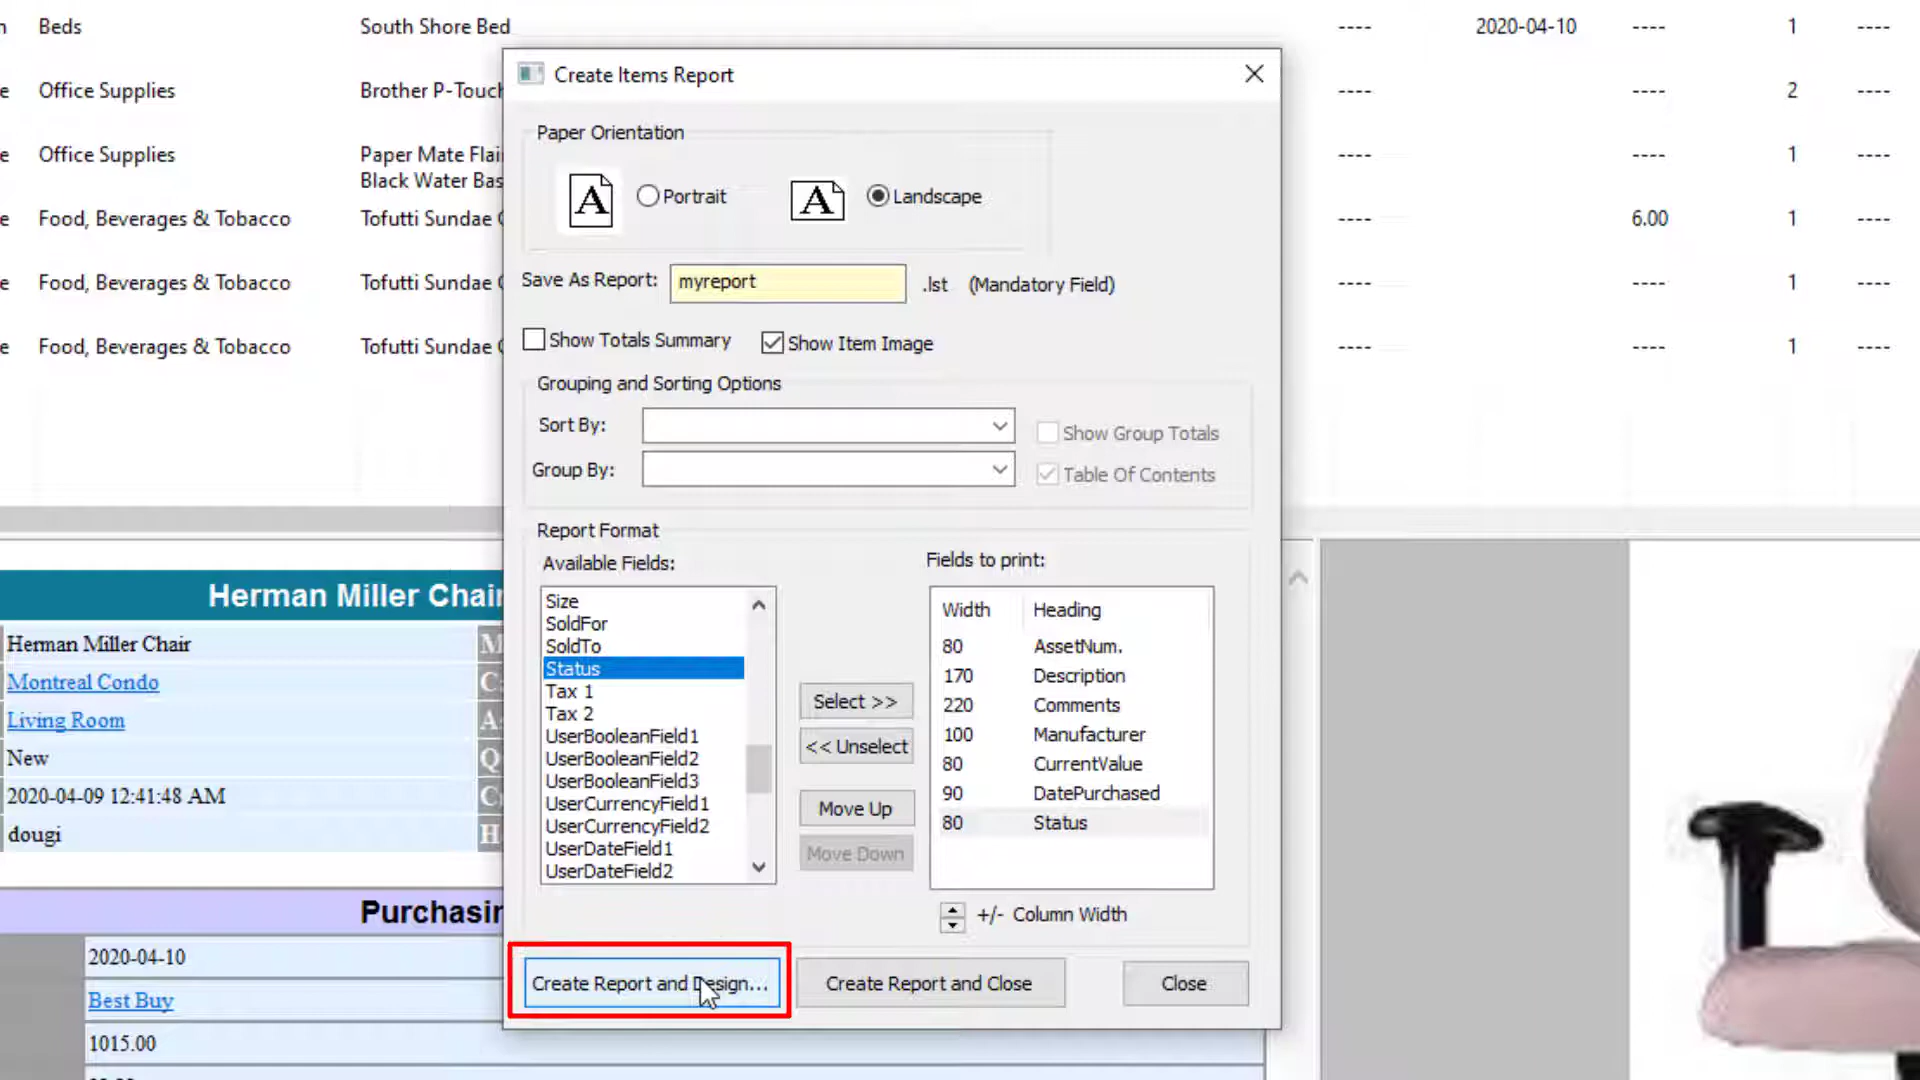 Beds South Shore Bed ---- 2020-04-10 ---- 1 ----
Create Items Report
e Office Supplies Brother P-Touch ---- ---- 2 ----
Paper Orientation
e Office Supplies Paper Mate Flai ---- ---- 1 ----
Black Water Bas
A Portrait A Landscape
e Food, Beverages & Tobacco Tofutti Sundae ---- 6.00 1 ----
e Food, Beverages & Tobacco Tofutti Sundae ---- ---- 1 ----
Save As Report: myreport .lst (Mandatory Field)
e Food, Beverages & Tobacco Tofutti Sundae ---- ---- 1 ----
Show Totals Summary Show Item Image
Grouping and Sorting Options
Sort By: Show Group Totals
Group By: Table Of Contents
Report Format
Available Fields:
Size
SoldFor
SoldTo
Status
Tax 1
Tax 2
UserBooleanField1
UserBooleanField2
UserBooleanField3
UserCurrencyField1
UserCurrencyField2
UserDateField1
UserDateField2
Select >>
<< Unselect
Move Up
Move Down
Fields to print:
Width Heading
80 AssetNum.
170 Description
220 Comments
100 Manufacturer
80 CurrentValue
90 DatePurchased
80 Status
+/- Column Width
Create Report and Design... Create Report and Close Close
Herman Miller Chair
Herman Miller Chair M
Montreal Condo C
Living Room A
New Q
2020-04-09 12:41:48 AM C
dougi H
Purchasin
2020-04-10
Best Buy
1015.00